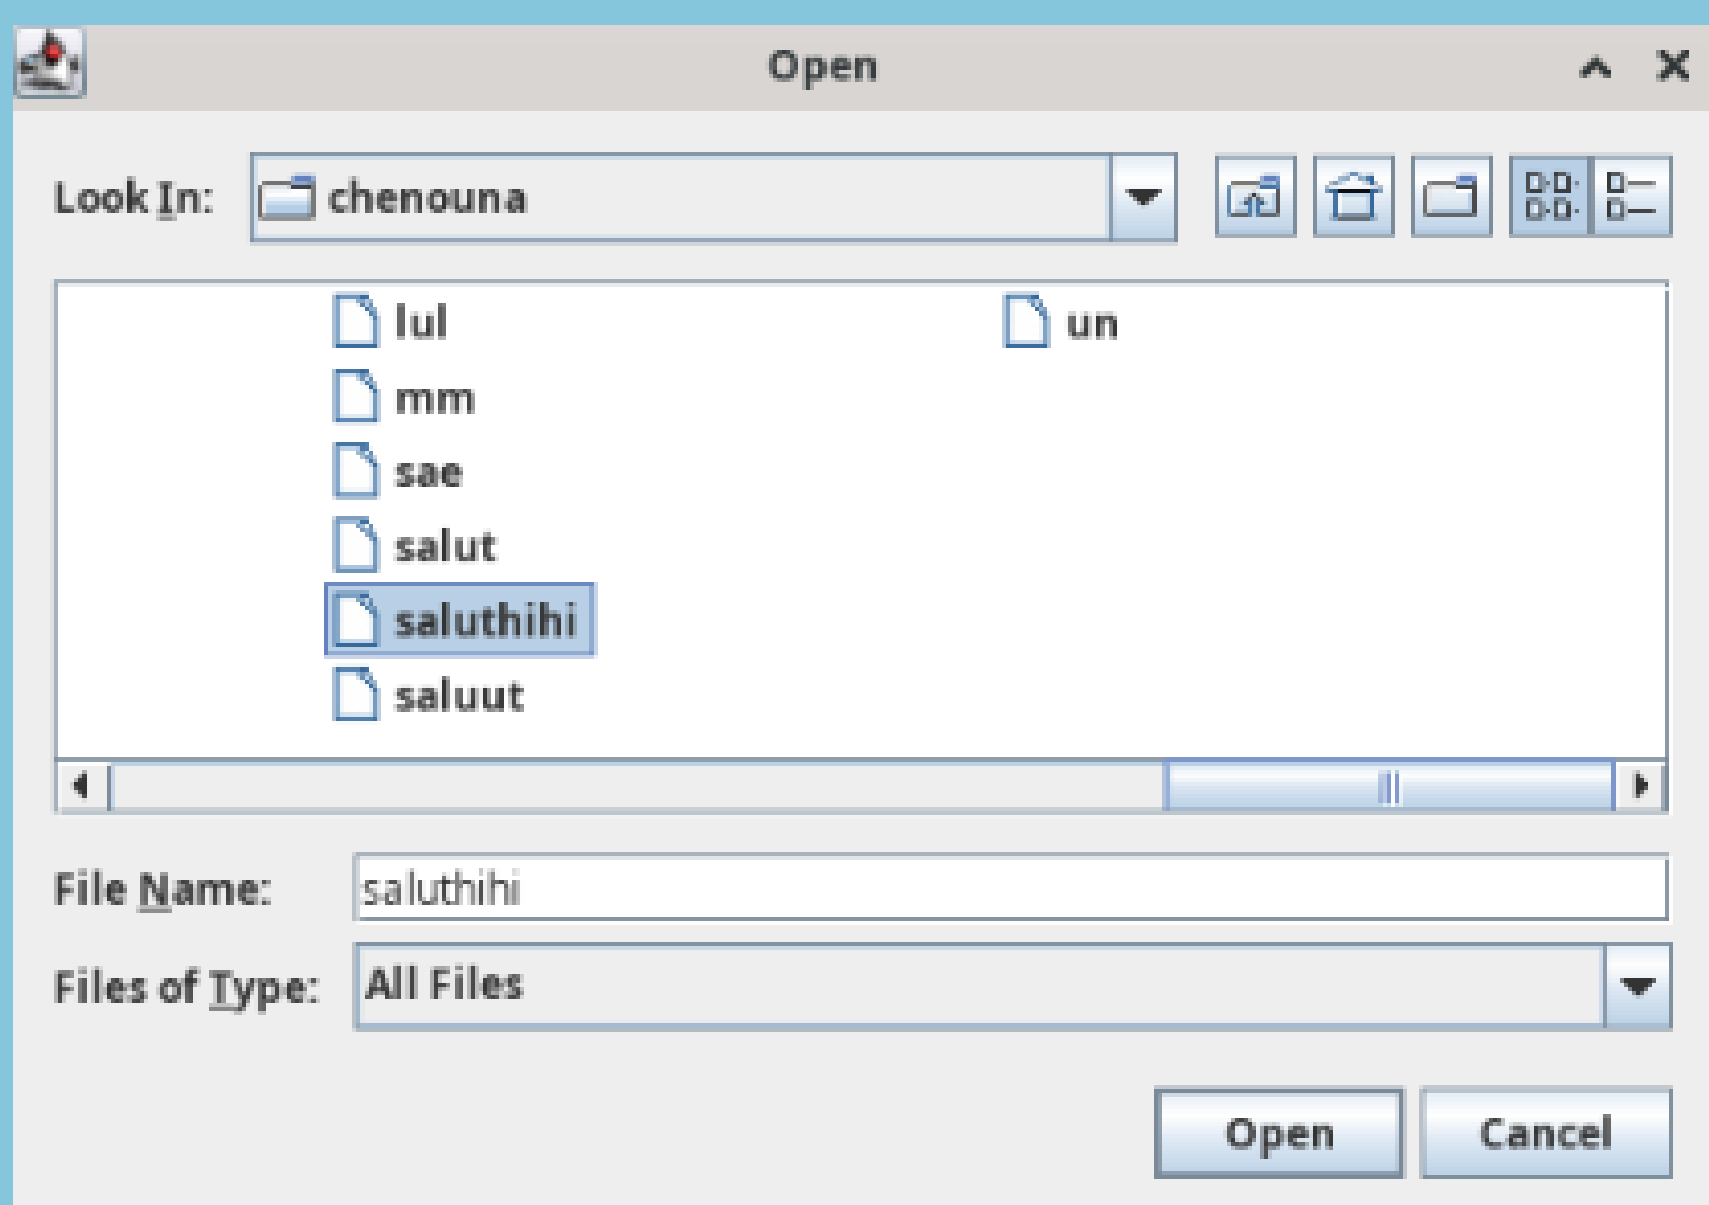 Open
Look In: chenouna
lul
mm
sae
salut
saluthihi
saluut
un
File Name: saluthihi
Files of Type: All Files
Open Cancel